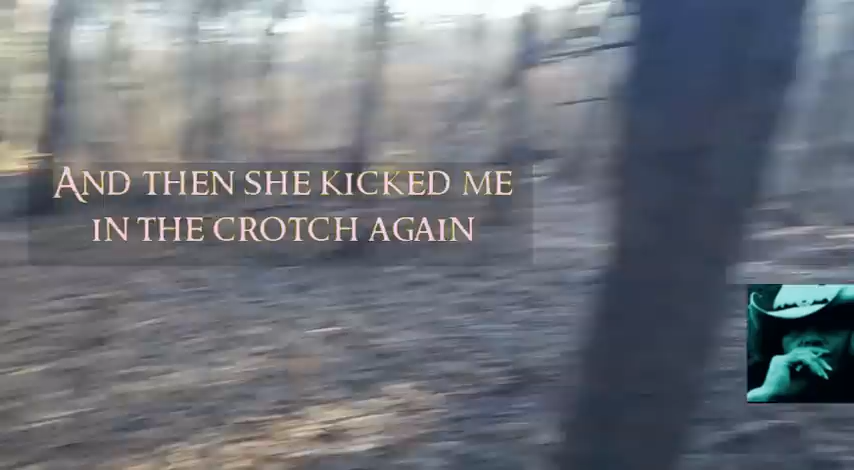 And then she kicked me
in the crotch again